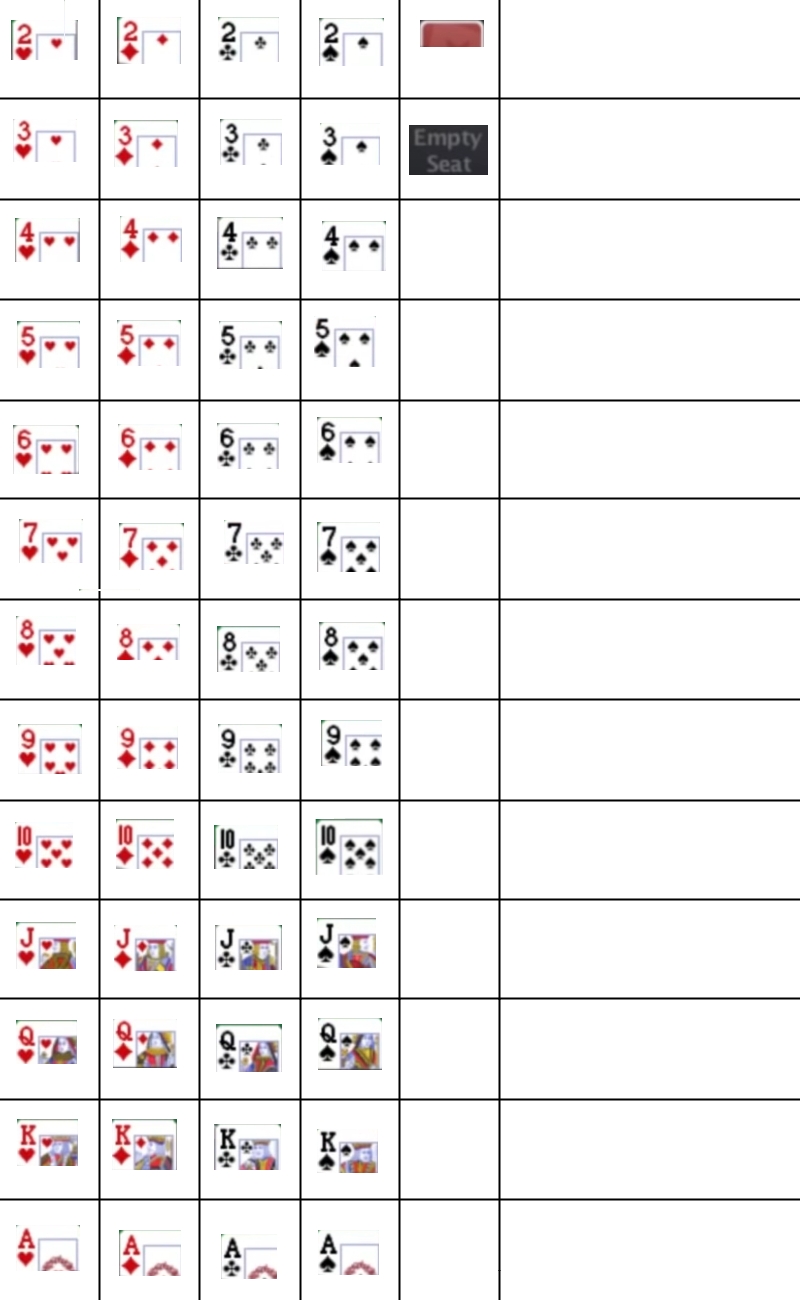 2 2 2 2
3 3 3 3 Empty
Seat
4 4 4 4
5 5 5 5
6 6 6 6
7 7 7 7
8 8 8 8
9 9 9 9
10 10 10 10
J J J J
Q Q Q Q
K K K K
A A A A